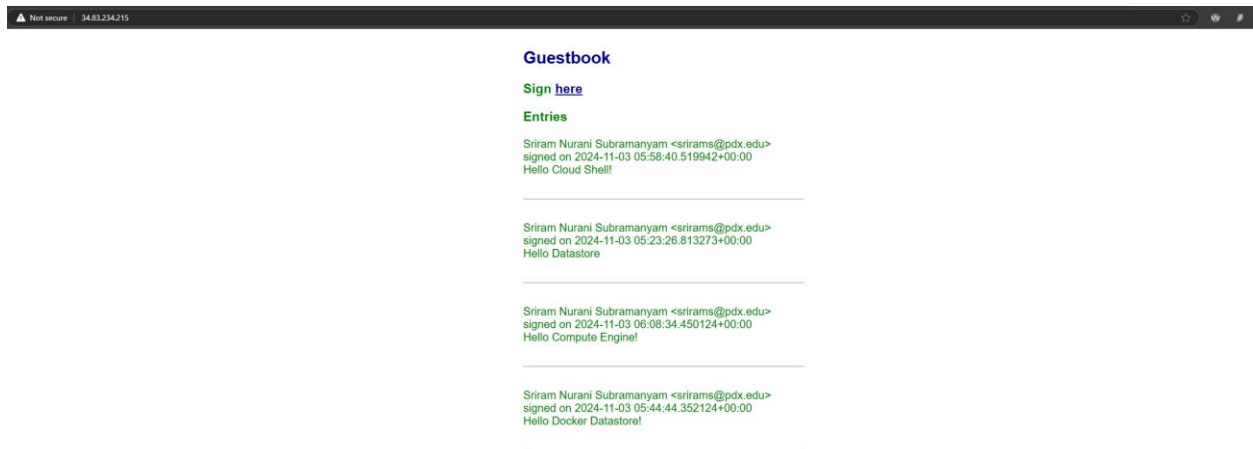 Not secure 34.83.234.215
Guestbook
Sign here
Entries
Sriram Nurani Subramanyam <srirams@pdx.edu>
signed on 2024-11-03 05:58:40.519942+00:00
Hello Cloud Shell!
Sriram Nurani Subramanyam <srirams@pdx.edu>
signed on 2024-11-03 05:23:26.813273+00:00
Hello Datastore
Sriram Nurani Subramanyam <srirams@pdx.edu>
signed on 2024-11-03 06:08:34.450124+00:00
Hello Compute Engine!
Sriram Nurani Subramanyam <srirams@pdx.edu>
signed on 2024-11-03 05:44:44.352124+00:00
Hello Docker Datastore!